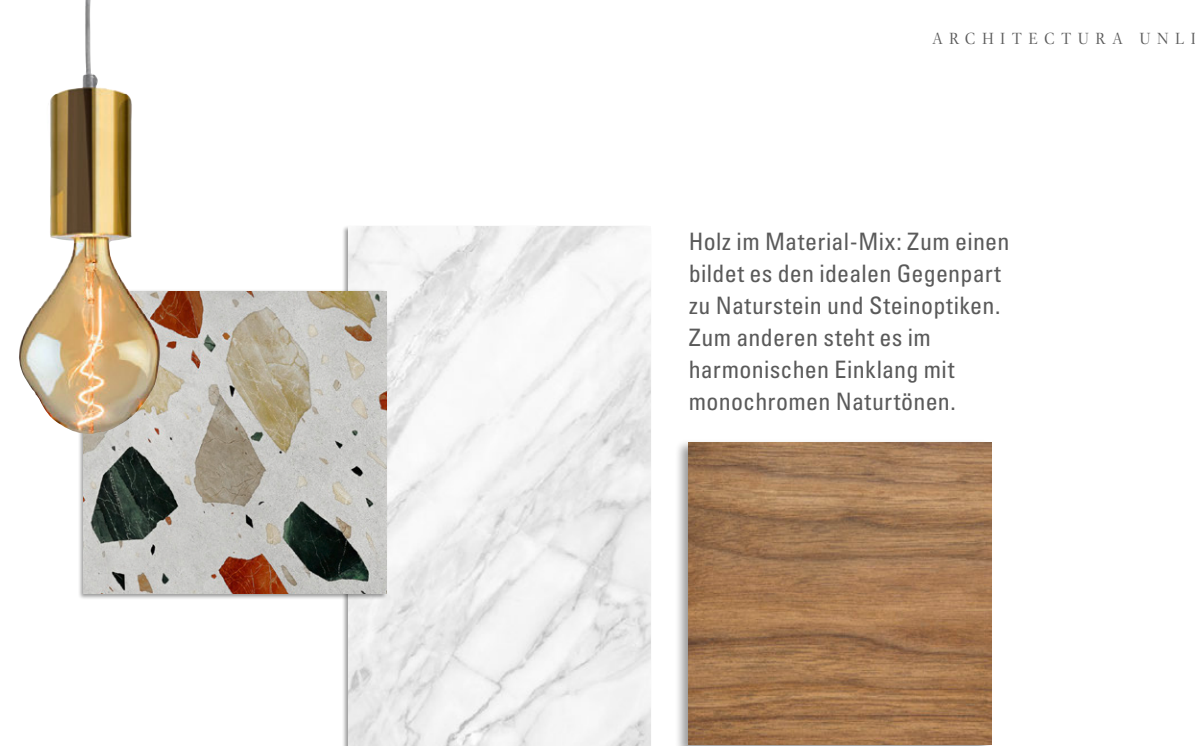 ARCHITECTURA UNLI
Holz im Material-Mix: Zum einen
bildet es den idealen Gegenpart
zu Naturstein und Steinoptiken.
Zum anderen steht es im
harmonischen Einklang mit
monochromen Naturtönen.